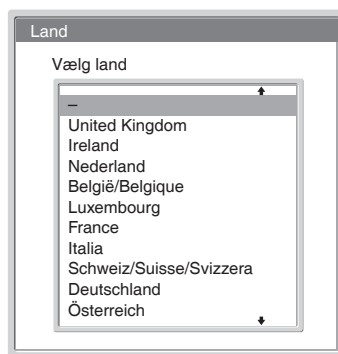 Land
Vælg land
–
United Kingdom
Ireland
Nederland
België/Belgique
Luxembourg
France
Italia
Schweiz/Suisse/Svizzera
Deutschland
Österreich